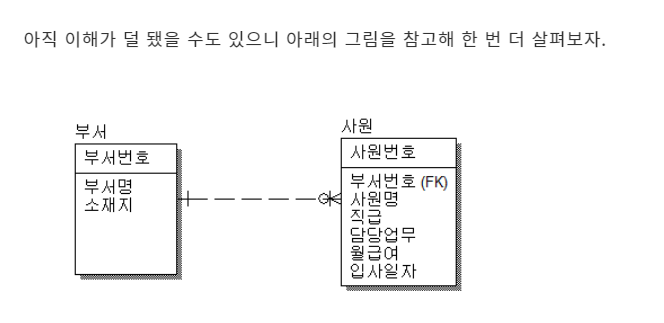 아직 이해가 덜 됐을 수도 있으니 아래의 그림을 참고해 한 번 더 살펴보자.
부서
부서번호
부서명
소재지
사원
사원번호
부서번호 (FK)
사원명
직급
담당업무
월급여
입사일자